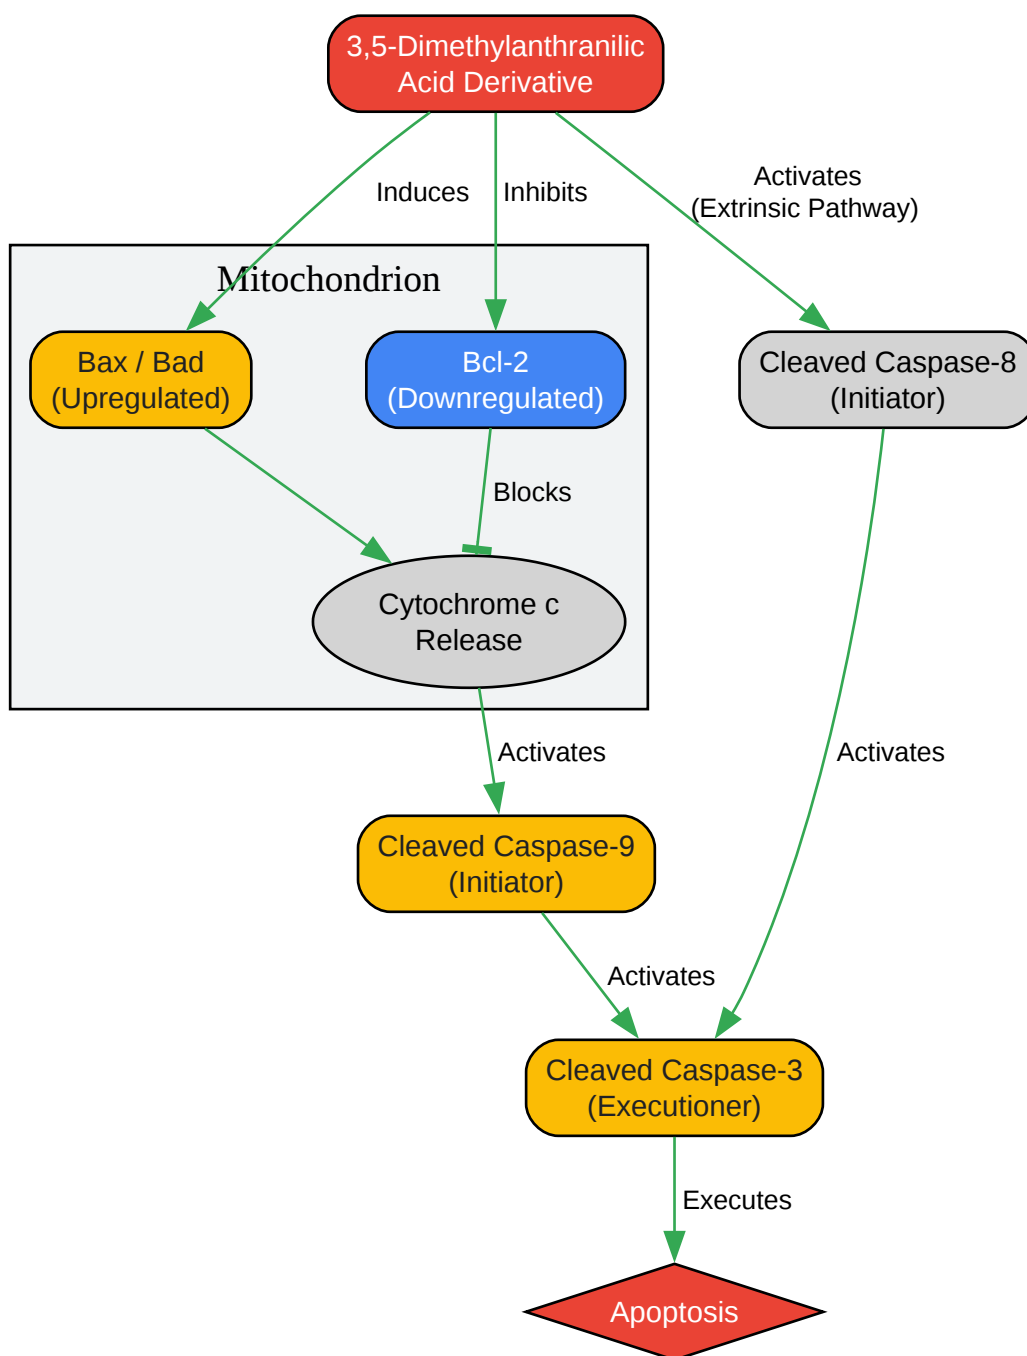 3,5-Dimethylanthranilic
Acid Derivative
Induces
Inhibits
Activates
(Extrinsic Pathway)
Mitochondrion
Bax / Bad
(Upregulated)
Bcl-2
(Downregulated)
Cleaved Caspase-8
(Initiator)
Blocks
Cytochrome c
Release
Activates
Activates
Cleaved Caspase-9
(Initiator)
Activates
Cleaved Caspase-3
(Executioner)
Executes
Apoptosis